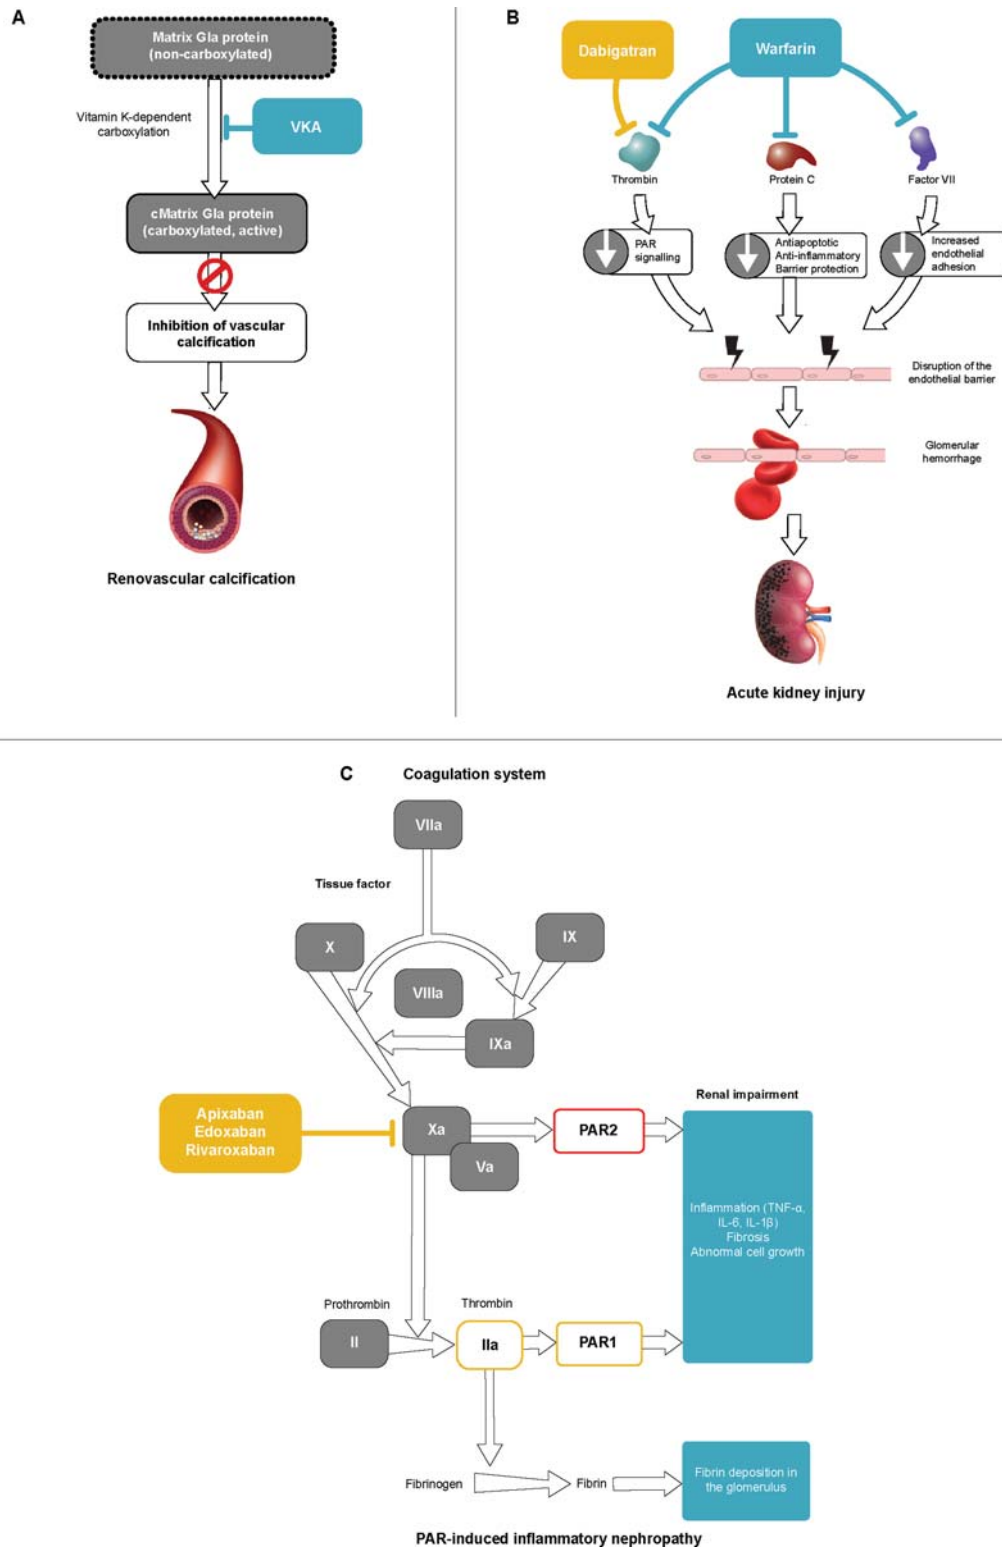 A
Matrix Gla protein
(non-carboxylated)
Vitamin K-dependent
carboxylation
VKA
cMatrix Gla protein
(carboxylated, active)
Inhibition of vascular
calcification
Renovascular calcification
B
Dabigatran
Warfarin
Thrombin
Protein C
Factor VII
PAR
signalling
Antiapoptotic
Anti-inflammatory
Barrier protection
Increased
endothelial
adhesion
Disruption of the
endothelial barrier
Glomerular
hemorrhage
Acute kidney injury
C
Coagulation system
VIIa
Tissue factor
X
IX
VIIIa
IXa
Apixaban
Edoxaban
Rivaroxaban
Xa
Va
PAR2
Renal impairment
Inflammation (TNF-α,
IL-6, IL-1β)
Fibrosis
Abnormal cell growth
Prothrombin
II
Thrombin
IIa
PAR1
Fibrinogen
Fibrin
Fibrin deposition in
the glomerulus
PAR-induced inflammatory nephropathy